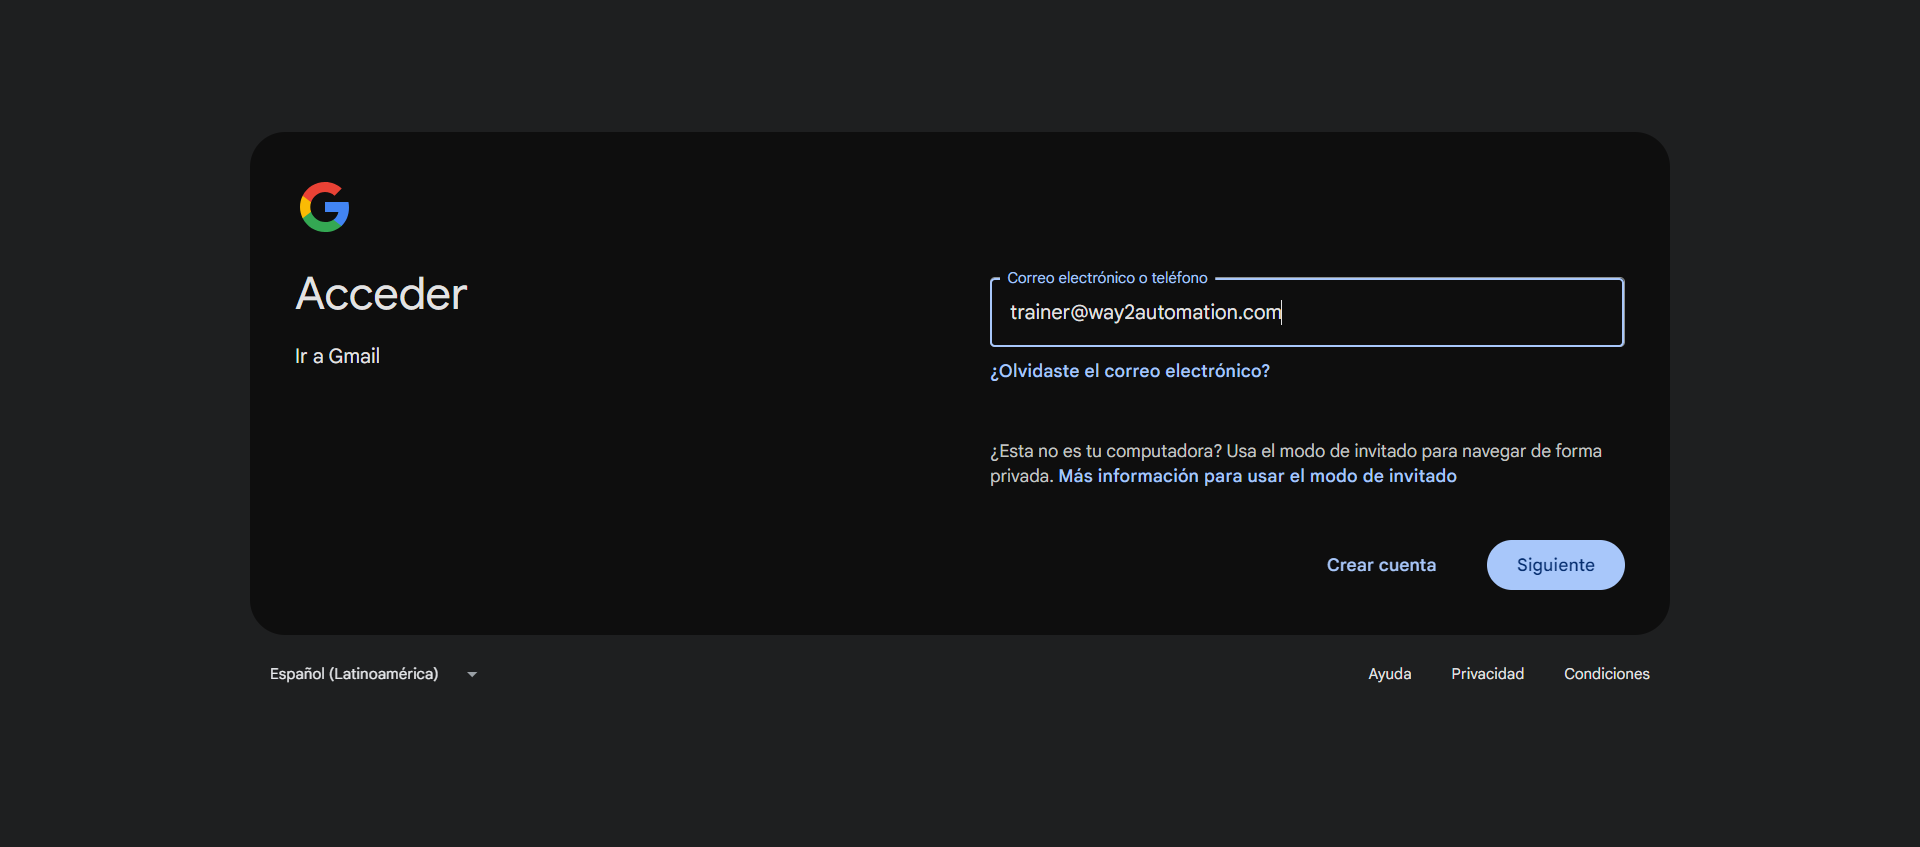 Acceder
Ir a Gmail
Correo electrónico o teléfono
trainer@way2automation.com
¿Olvidaste el correo electrónico?
¿Esta no es tu computadora? Usa el modo de invitado para navegar de forma
privada. Más información para usar el modo de invitado
Crear cuenta
Siguiente
Español (Latinoamérica)
Ayuda
Privacidad
Condiciones